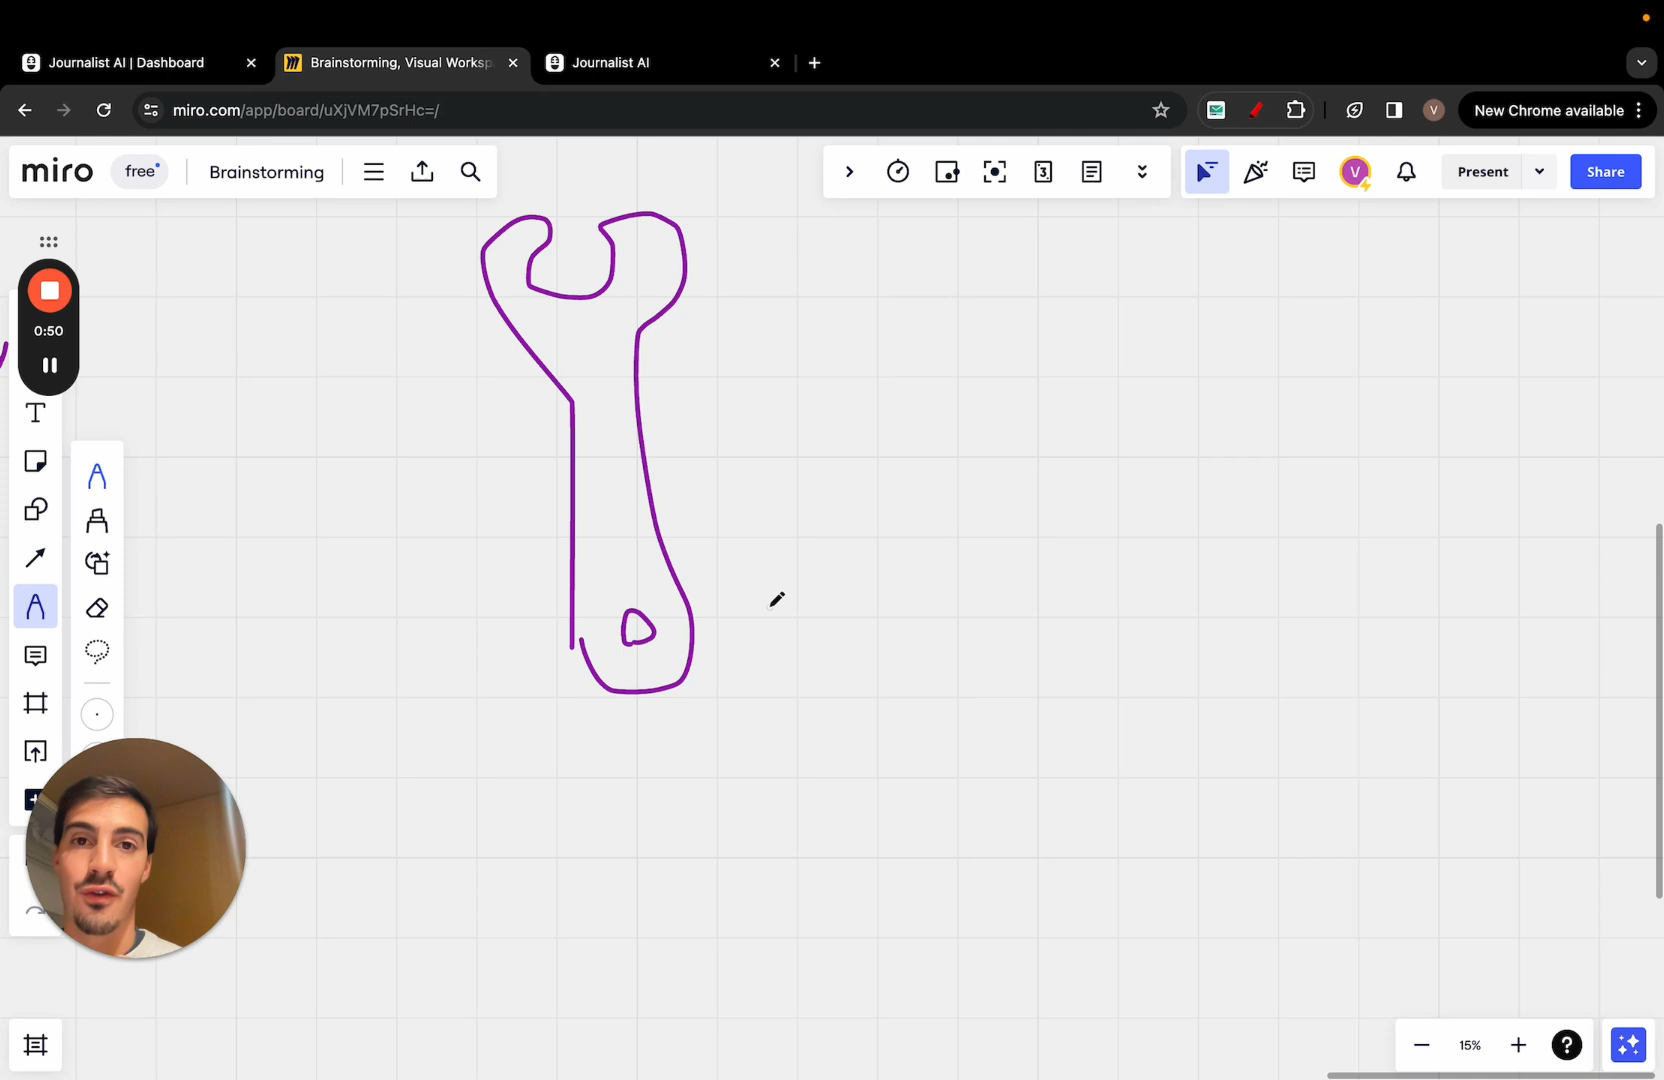 Journalist AI | Dashboard
Brainstorming, Visual Worksp
Journalist AI
miro.com/app/board/uXjVM7pSrHc=/
V
New Chrome available
miro
free
Brainstorming
3
V
Present
Share
0:50
T
15%
?